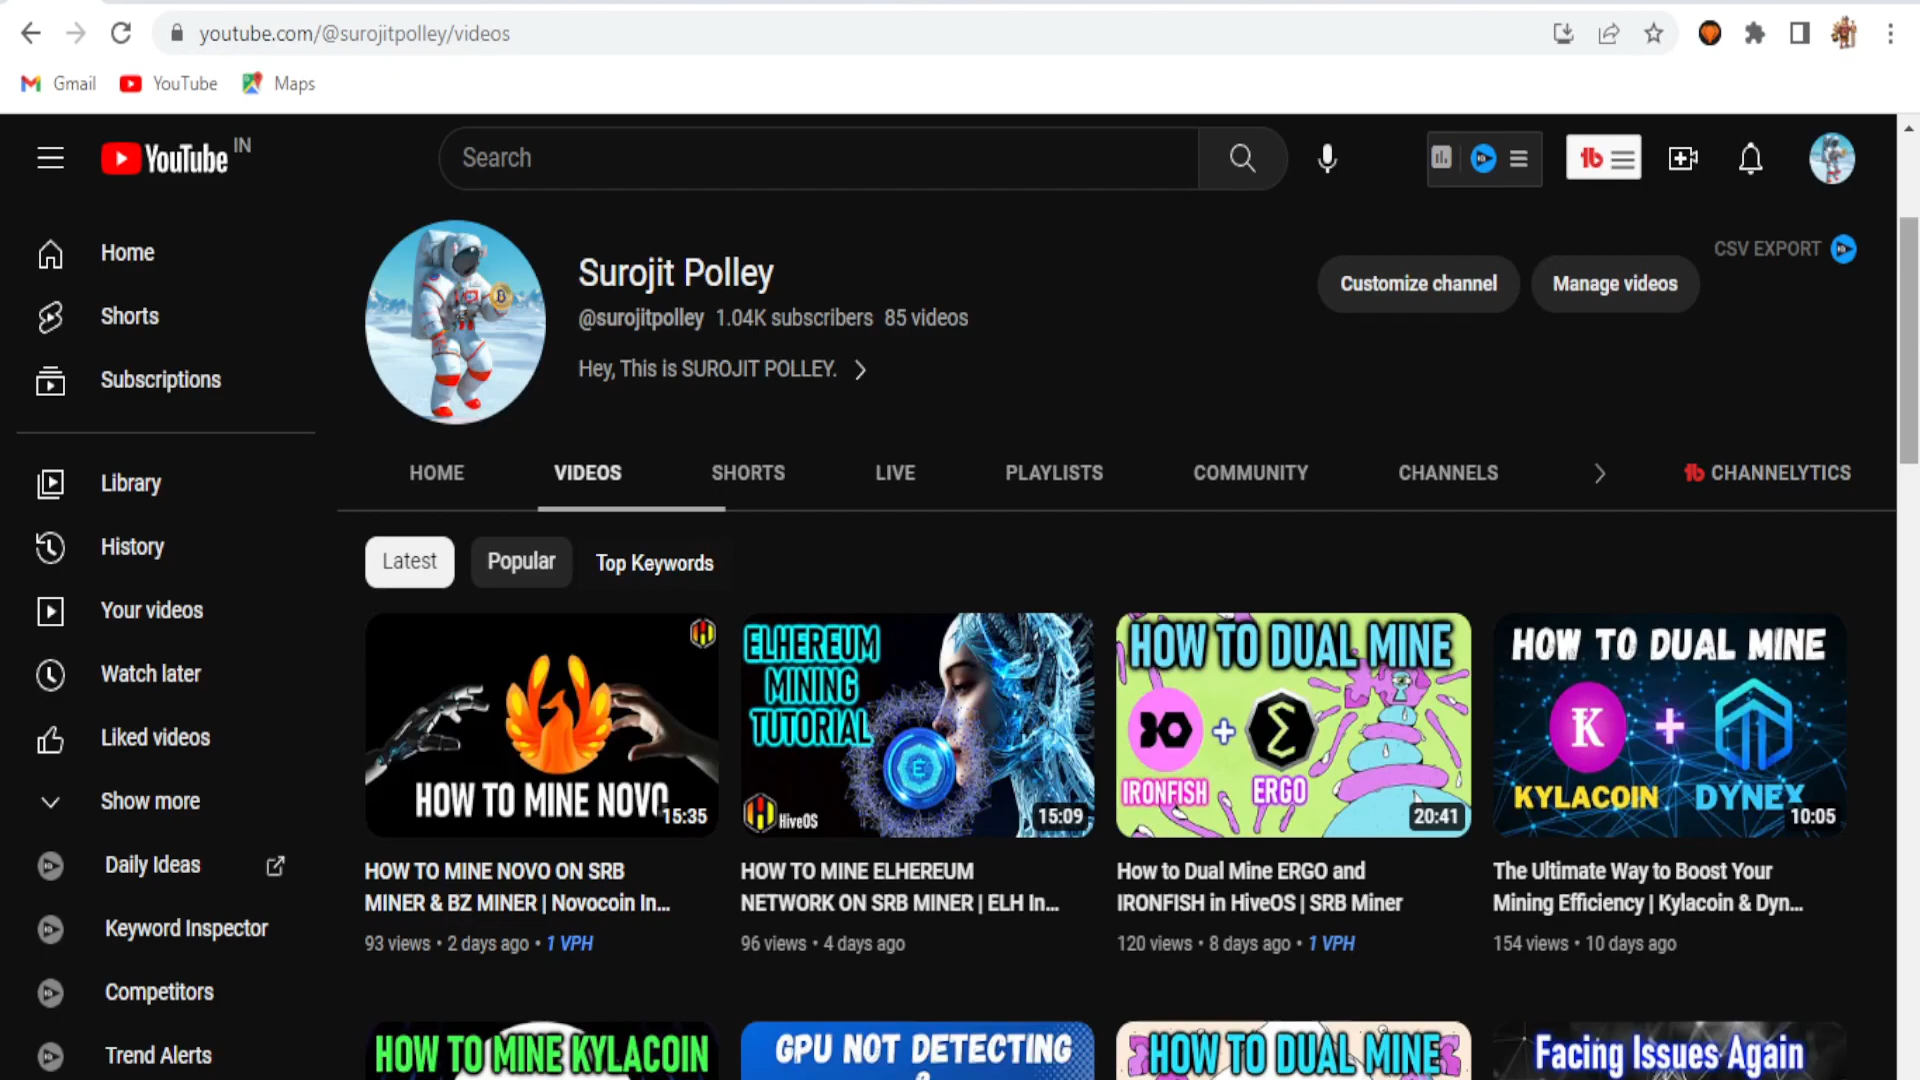 youtube.com/@surojitpolley/videos
Gmail YouTube Maps
YouTube IN
Search
Home
Shorts
Subscriptions
Library
History
Your videos
Watch later
Liked videos
Show more
Daily Ideas
Keyword Inspector
Competitors
Trend Alerts
Surojit Polley
@surojitpolley 1.04K subscribers 85 videos
Hey, This is SUROJIT POLLEY.
Customize channel Manage videos
CSV EXPORT
HOME VIDEOS SHORTS LIVE PLAYLISTS COMMUNITY CHANNELS CHANNELYTICS
Latest Popular Top Keywords
HOW TO MINE NOVO
15:35
HOW TO MINE NOVO ON SRB
MINER & BZ MINER | Novocoin In...
93 views • 2 days ago • 1 VPH
ELHEREUM
MINING
TUTORIAL
HiveOS
15:09
HOW TO MINE ELHEREUM
NETWORK ON SRB MINER | ELH In...
96 views • 4 days ago
HOW TO DUAL MINE
+
IRONFISH ERGO
20:41
How to Dual Mine ERGO and
IRONFISH in HiveOS | SRB Miner
120 views • 8 days ago • 1 VPH
HOW TO DUAL MINE
+
KYLACOIN DYNEX
10:05
The Ultimate Way to Boost Your
Mining Efficiency | Kylacoin & Dyn...
154 views • 10 days ago
HOW TO MINE KYLACOIN
GPU NOT DETECTING
HOW TO DUAL MINE
Facing Issues Again